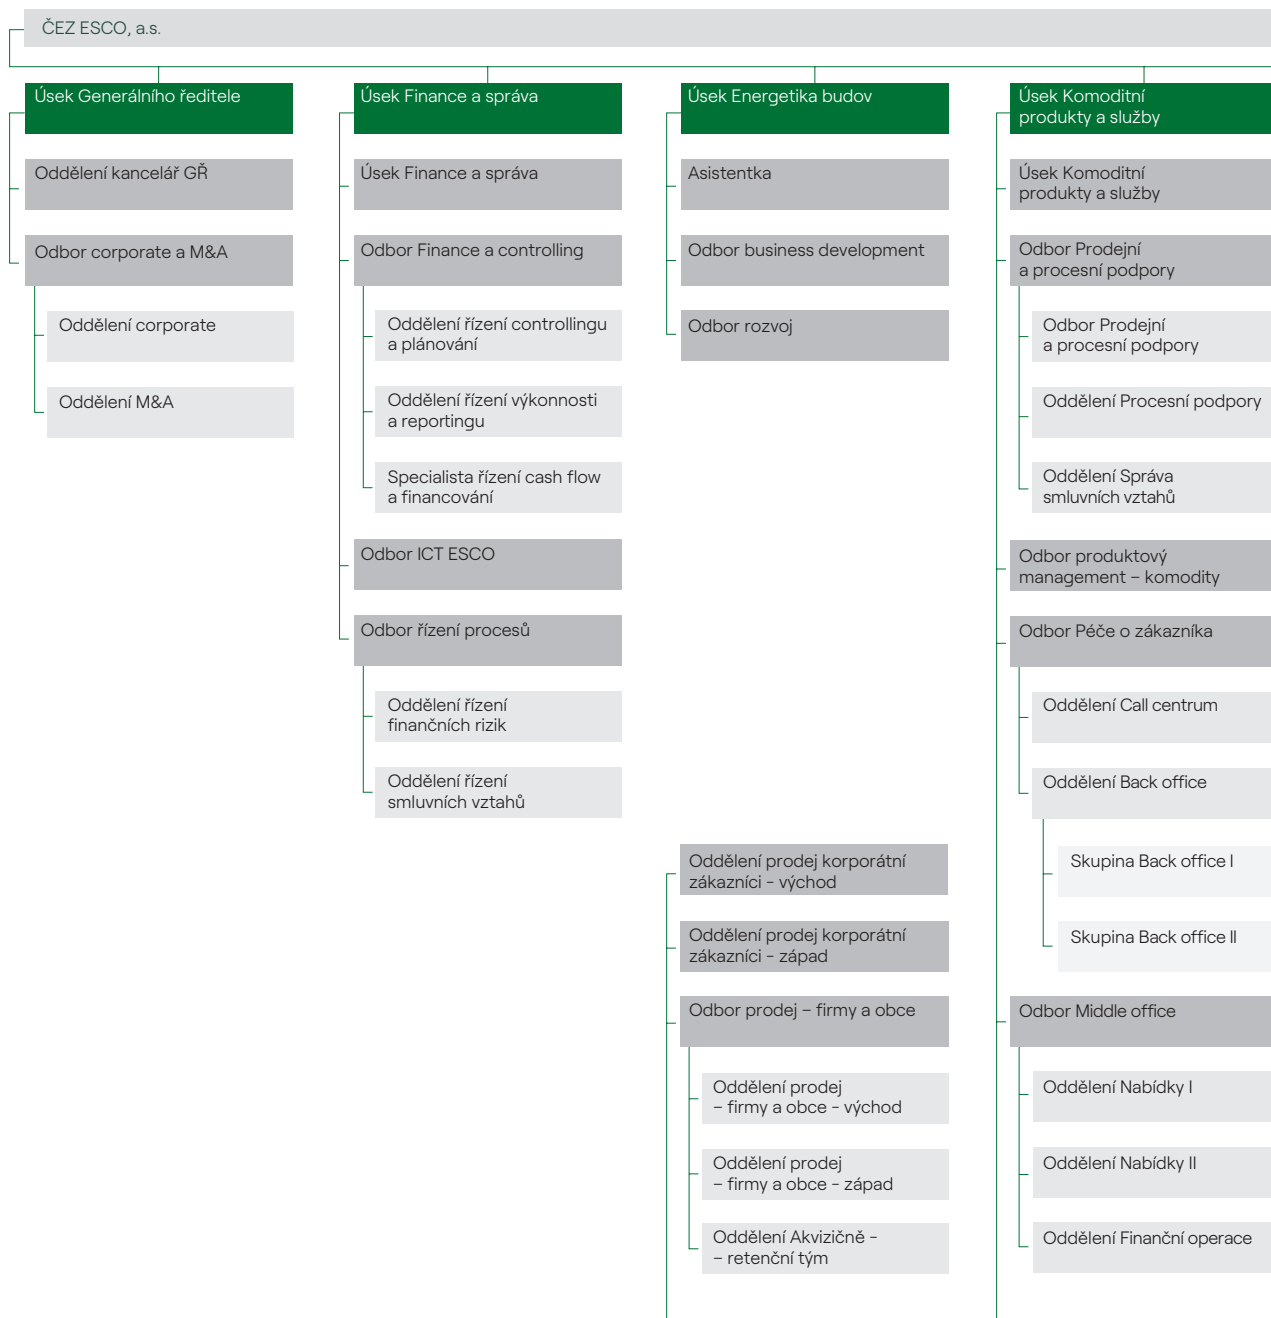 ČEZ ESCO, a.s.
Úsek Generálního ředitele
Oddělení kancelář GŘ
Odbor corporate a M&A
Oddělení corporate
Oddělení M&A
Úsek Finance a správa
Úsek Finance a správa
Odbor Finance a controlling
Oddělení řízení controllingu
a plánování
Oddělení řízení výkonnosti
a reportingu
Specialista řízení cash flow
a financování
Odbor ICT ESCO
Odbor řízení procesů
Oddělení řízení
finančních rizik
Oddělení řízení
smluvních vztahů
Úsek Energetika budov
Asistentka
Odbor business development
Odbor rozvoj
Oddělení prodej korporátní
zákazníci - východ
Oddělení prodej korporátní
zákazníci - západ
Odbor prodej – firmy a obce
Oddělení prodej
– firmy a obce - východ
Oddělení prodej
– firmy a obce - západ
Oddělení Akvizičně -
– retenční tým
Úsek Komoditní
produkty a služby
Úsek Komoditní
produkty a služby
Odbor Prodejní
a procesní podpory
Odbor Prodejní
a procesní podpory
Oddělení Procesní podpory
Oddělení Správa
smluvních vztahů
Odbor produktový
management – komodity
Odbor Péče o zákazníka
Oddělení Call centrum
Oddělení Back office
Skupina Back office I
Skupina Back office II
Odbor Middle office
Oddělení Nabídky I
Oddělení Nabídky II
Oddělení Finanční operace